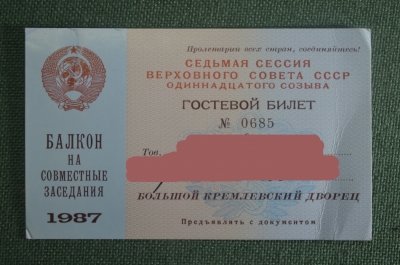 Пролетарии всех стран, соединяйтесь!
СЕДЬМАЯ СЕССИЯ
ВЕРХОВНОГО СОВЕТА СССР
ОДИННАДЦАТОГО СОЗЫВА
ГОСТЕВОЙ БИЛЕТ
№ 0685
Тов.
БОЛЬШОЙ КРЕМЛЕВСКИЙ ДВОРЕЦ
Предъявлять с документом
БАЛКОН
НА
СОВМЕСТНЫЕ
ЗАСЕДАНИЯ
1987